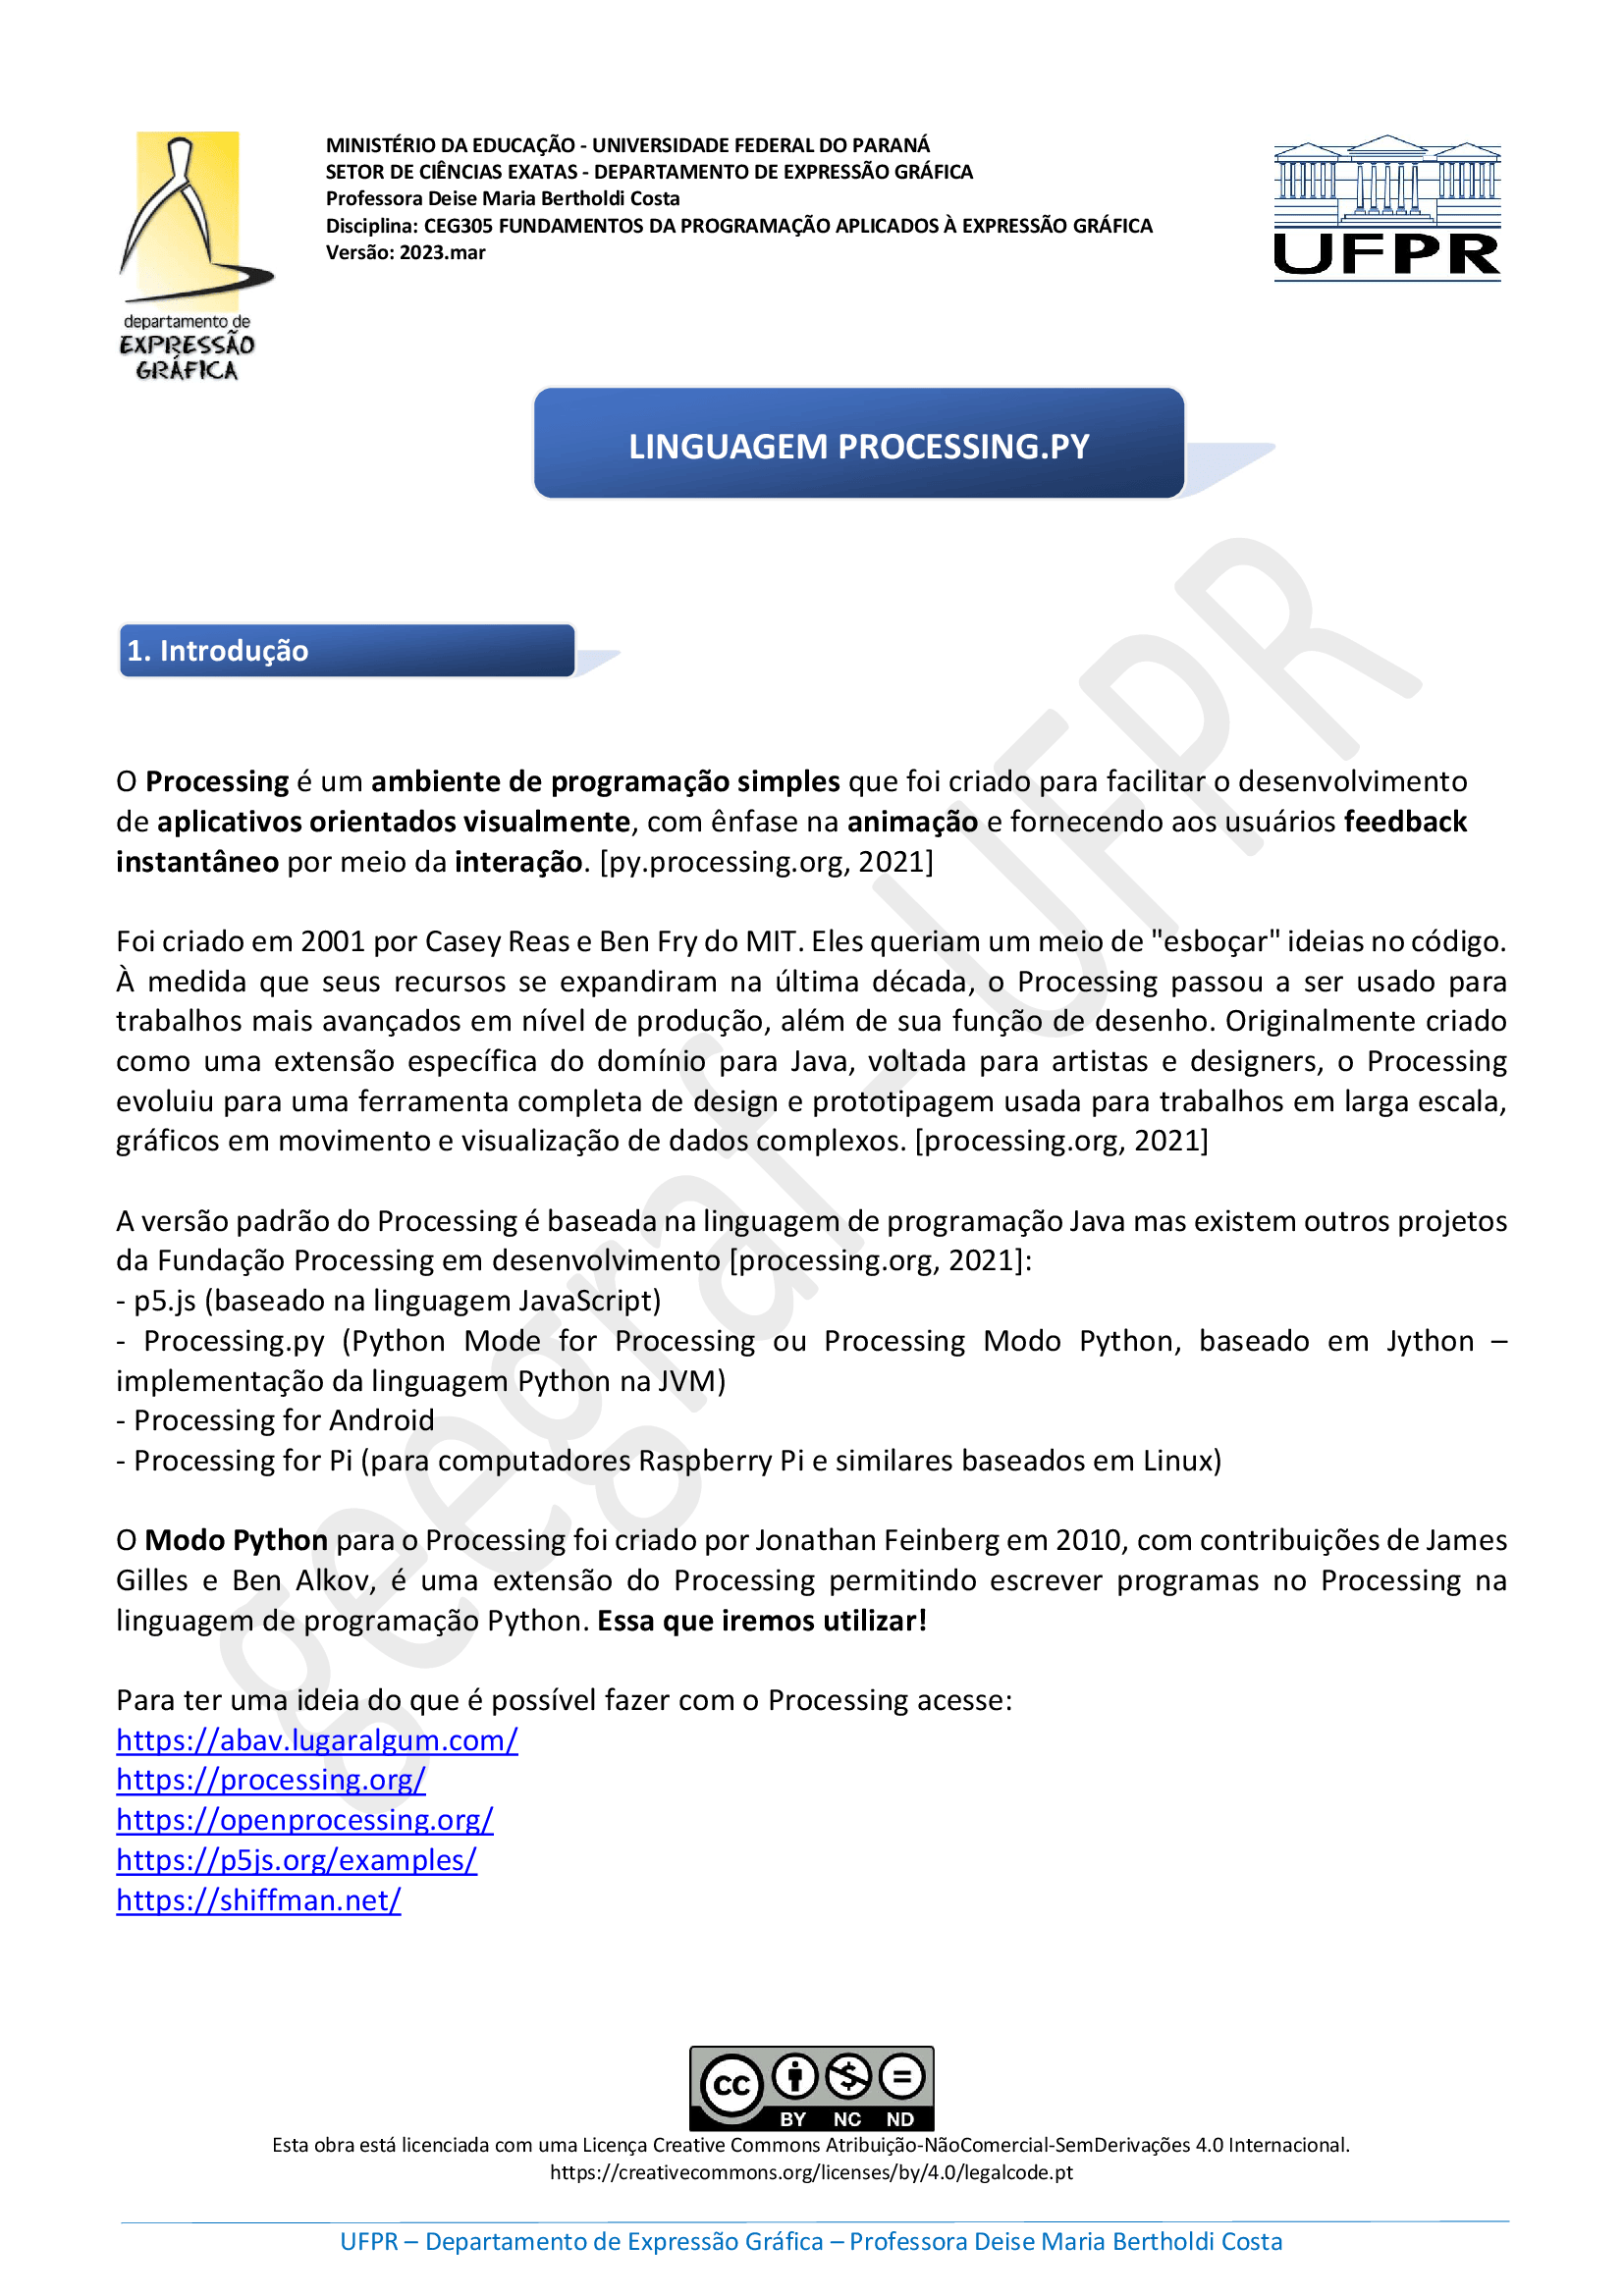 MINISTÉRIO DA EDUCAÇÃO - UNIVERSIDADE FEDERAL DO PARANÁ
SETOR DE CIÊNCIAS EXATAS - DEPARTAMENTO DE EXPRESSÃO GRÁFICA
Professora Deise Maria Bertholdi Costa
Disciplina: CEG305 FUNDAMENTOS DA PROGRAMAÇÃO APLICADOS À EXPRESSÃO GRÁFICA
Versão: 2023.mar
UFPR
departamento de
EXPRESSÃO
GRÁFICA
LINGUAGEM PROCESSING.PY
1. Introdução
O Processing é um ambiente de programação simples que foi criado para facilitar o desenvolvimento
de aplicativos orientados visualmente, com ênfase na animação e fornecendo aos usuários feedback
instantâneo por meio da interação. [py.processing.org, 2021]
Foi criado em 2001 por Casey Reas e Ben Fry do MIT. Eles queriam um meio de "esboçar" ideias no código.
À medida que seus recursos se expandiram na última década, o Processing passou a ser usado para
trabalhos mais avançados em nível de produção, além de sua função de desenho. Originalmente criado
como uma extensão específica do domínio para Java, voltada para artistas e designers, o Processing
evoluiu para uma ferramenta completa de design e prototipagem usada para trabalhos em larga escala,
gráficos em movimento e visualização de dados complexos. [processing.org, 2021]
A versão padrão do Processing é baseada na linguagem de programação Java mas existem outros projetos
da Fundação Processing em desenvolvimento [processing.org, 2021]:
- p5.js (baseado na linguagem JavaScript)
- Processing.py (Python Mode for Processing ou Processing Modo Python, baseado em Jython –
implementação da linguagem Python na JVM)
- Processing for Android
- Processing for Pi (para computadores Raspberry Pi e similares baseados em Linux)
O Modo Python para o Processing foi criado por Jonathan Feinberg em 2010, com contribuições de James
Gilles e Ben Alkov, é uma extensão do Processing permitindo escrever programas no Processing na
linguagem de programação Python. Essa que iremos utilizar!
Para ter uma ideia do que é possível fazer com o Processing acesse:
https://abav.lugaralgum.com/
https://processing.org/
https://openprocessing.org/
https://p5js.org/examples/
https://shiffman.net/
geegraf - UFPR
cc
BY NC ND
Esta obra está licenciada com uma Licença Creative Commons Atribuição-NãoComercial-SemDerivações 4.0 Internacional.
https://creativecommons.org/licenses/by/4.0/legalcode.pt
UFPR – Departamento de Expressão Gráfica – Professora Deise Maria Bertholdi Costa